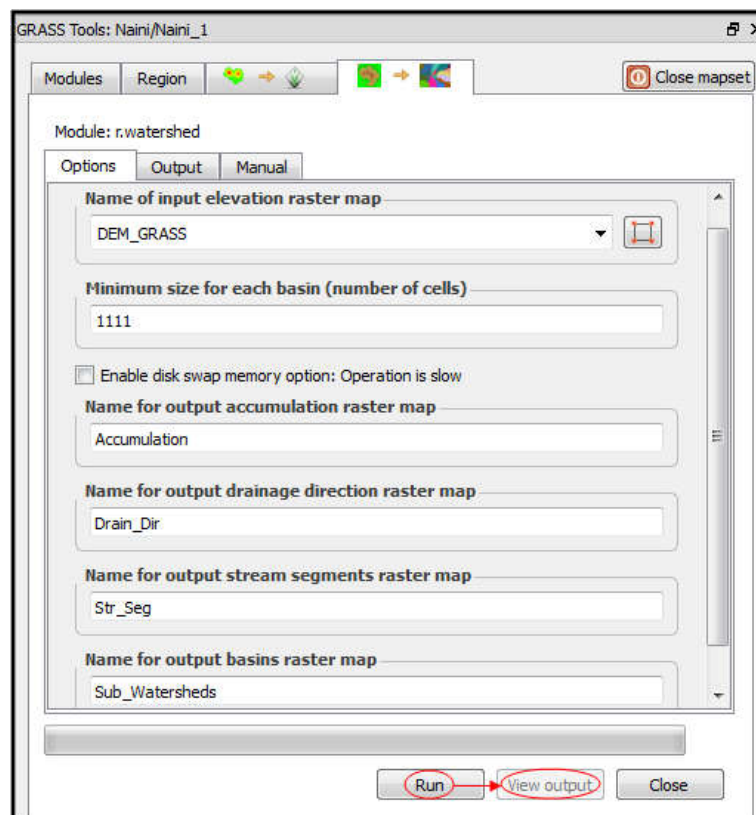 GRASS Tools: Naini/Naini_1
Modules Region Close mapset
Module: r.watershed
Options Output Manual
Name of input elevation raster map
DEM_GRASS
Minimum size for each basin (number of cells)
1111
Enable disk swap memory option: Operation is slow
Name for output accumulation raster map
Accumulation
Name for output drainage direction raster map
Drain_Dir
Name for output stream segments raster map
Str_Seg
Name for output basins raster map
Sub_Watersheds
Run View output Close